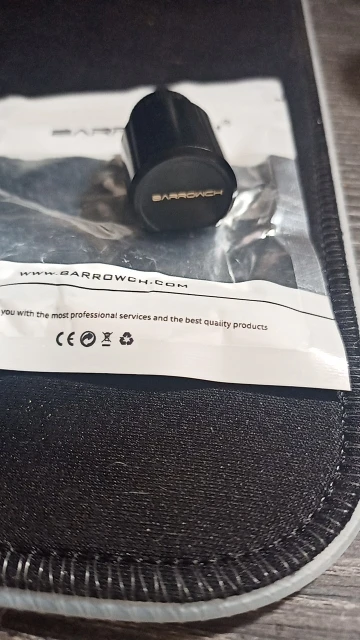 BARROWCH
www.BARROWCH.COM
you with the most professional services and the best quality products
CE